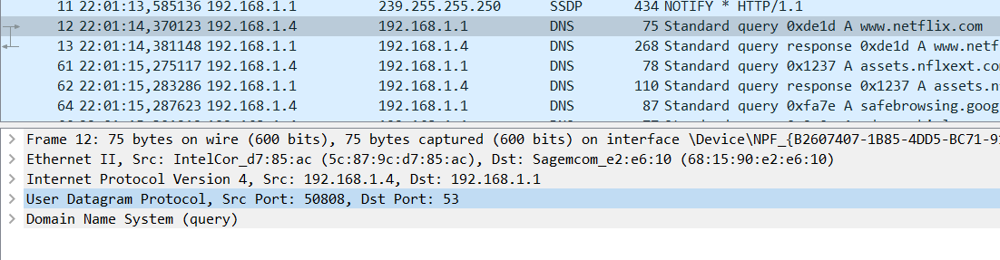 11 22:01:13,585136 192.168.1.1 239.255.255.250 SSDP 434 NOTIFY * HTTP/1.1
12 22:01:14,370123 192.168.1.4 192.168.1.1 DNS 75 Standard query 0xde1d A www.netflix.com
13 22:01:14,381148 192.168.1.1 192.168.1.4 DNS 268 Standard query response 0xde1d A www.netf
61 22:01:15,275117 192.168.1.4 192.168.1.1 DNS 78 Standard query 0x1237 A assets.nflxext.co
62 22:01:15,283286 192.168.1.1 192.168.1.4 DNS 110 Standard query response 0x1237 A assets.n
64 22:01:15,287623 192.168.1.4 192.168.1.1 DNS 87 Standard query 0xfa7e A safebrowsing.goog
Frame 12: 75 bytes on wire (600 bits), 75 bytes captured (600 bits) on interface \Device\NPF_{B2607407-1B85-4DD5-BC71-9
Ethernet II, Src: IntelCor_d7:85:ac (5c:87:9c:d7:85:ac), Dst: Sagemcom_e2:e6:10 (68:15:90:e2:e6:10)
Internet Protocol Version 4, Src: 192.168.1.4, Dst: 192.168.1.1
User Datagram Protocol, Src Port: 50808, Dst Port: 53
Domain Name System (query)